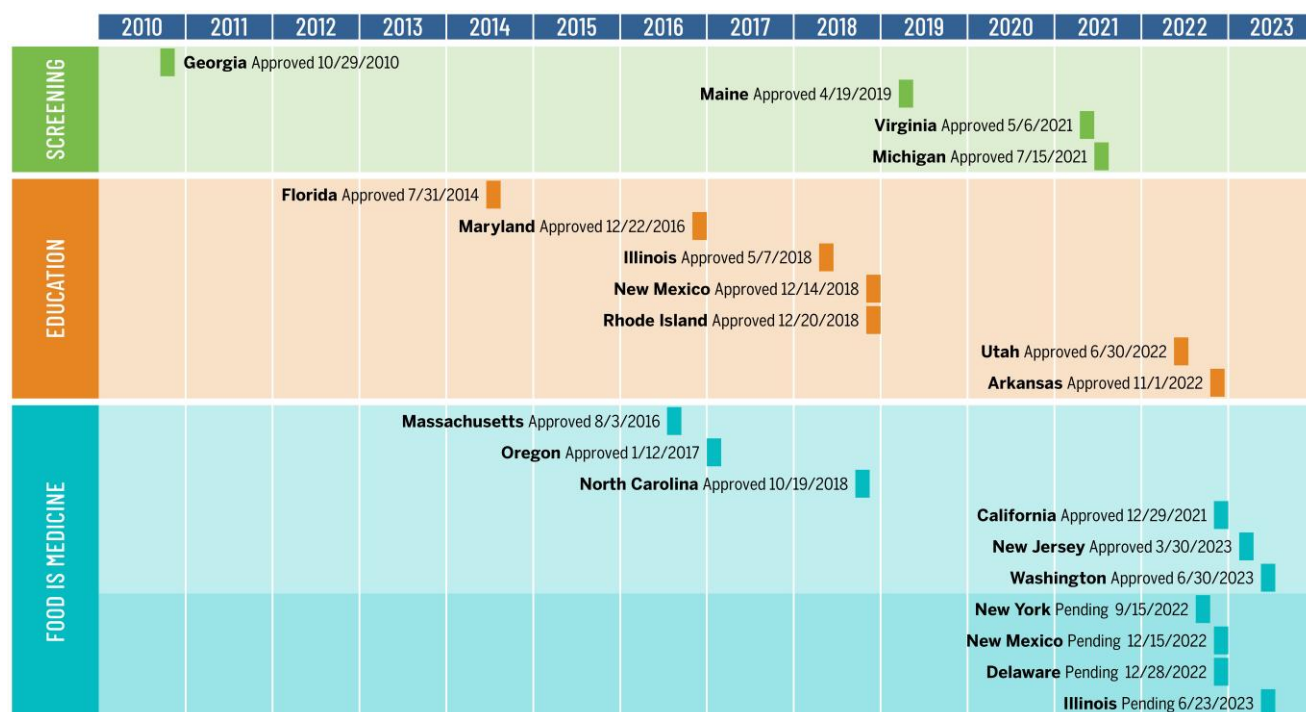 2010 2011 2012 2013 2014 2015 2016 2017 2018 2019 2020 2021 2022 2023
SCREENING
Georgia Approved 10/29/2010
Maine Approved 4/19/2019
Virginia Approved 5/6/2021
Michigan Approved 7/15/2021
EDUCATION
Florida Approved 7/31/2014
Maryland Approved 12/22/2016
Illinois Approved 5/7/2018
New Mexico Approved 12/14/2018
Rhode Island Approved 12/20/2018
Utah Approved 6/30/2022
Arkansas Approved 11/1/2022
FOOD IS MEDICINE
Massachusetts Approved 8/3/2016
Oregon Approved 1/12/2017
North Carolina Approved 10/19/2018
California Approved 12/29/2021
New Jersey Approved 3/30/2023
Washington Approved 6/30/2023
New York Pending 9/15/2022
New Mexico Pending 12/15/2022
Delaware Pending 12/28/2022
Illinois Pending 6/23/2023